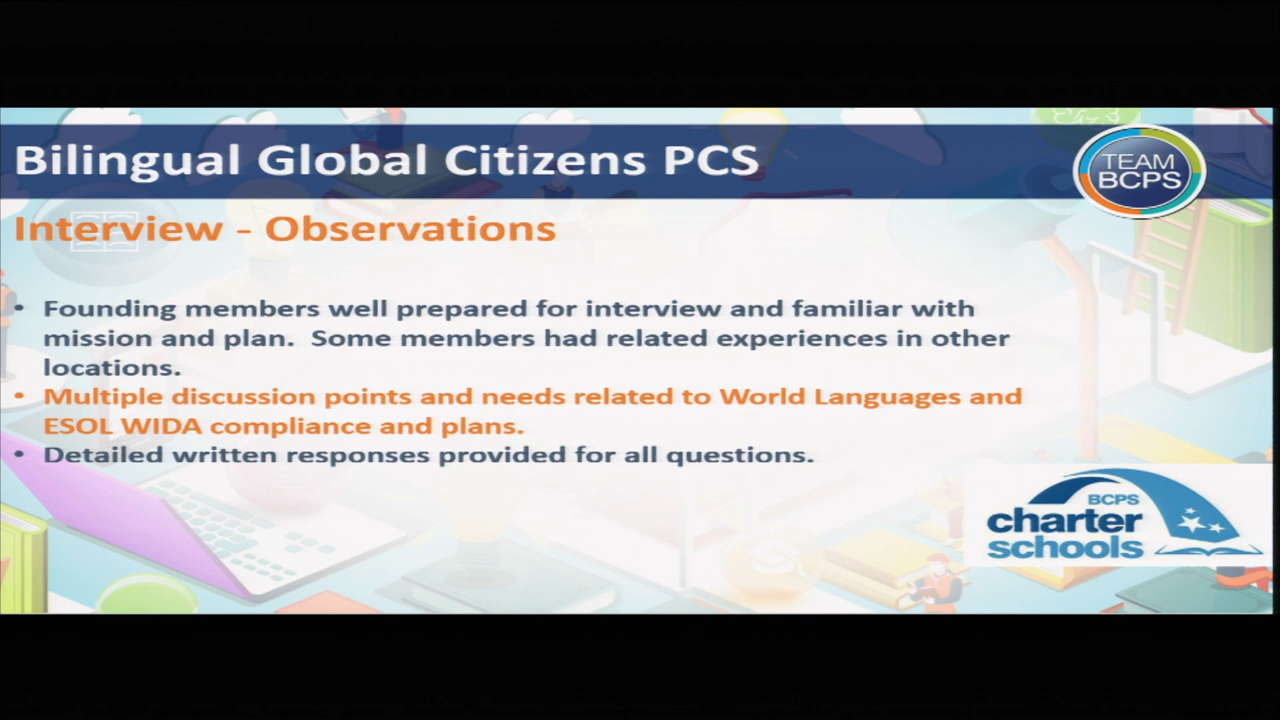 Bilingual Global Citizens PCS
TEAM
BCPS
Interview - Observations
• Founding members well prepared for interview and familiar with
mission and plan.  Some members had related experiences in other
locations.
• Multiple discussion points and needs related to World Languages and
ESOL WIDA compliance and plans.
• Detailed written responses provided for all questions.
BCPS
charter
schools